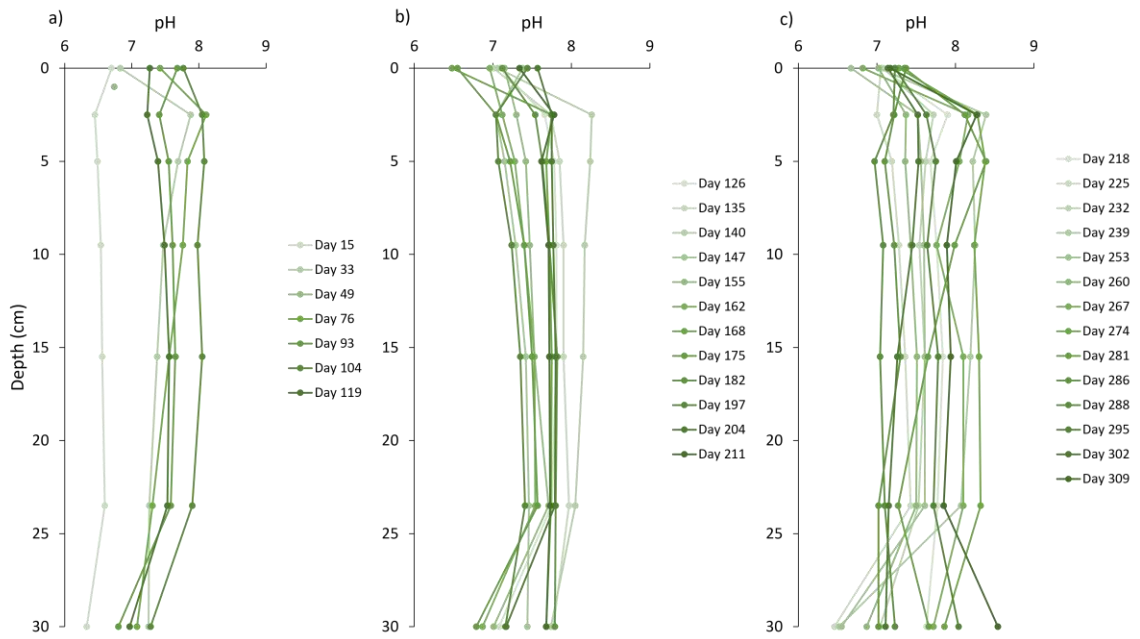 a)
pH
6 7 8 9
0
5
10
15
20
25
30
Depth (cm)
Day 15
Day 33
Day 49
Day 76
Day 93
Day 104
Day 119
b)
pH
6 7 8 9
0
5
10
15
20
25
30
Day 126
Day 135
Day 140
Day 147
Day 155
Day 162
Day 168
Day 175
Day 182
Day 197
Day 204
Day 211
c)
pH
6 7 8 9
0
5
10
15
20
25
30
Day 218
Day 225
Day 232
Day 239
Day 253
Day 260
Day 267
Day 274
Day 281
Day 286
Day 288
Day 295
Day 302
Day 309